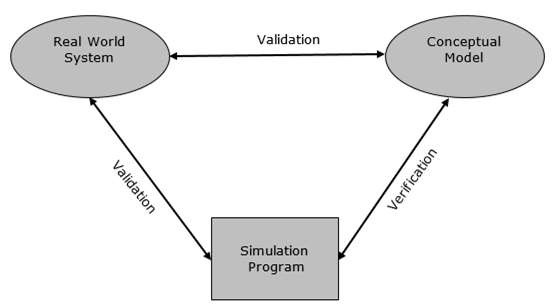 Real World
System
Validation
Conceptual
Model
Validation
Verification
Simulation
Program